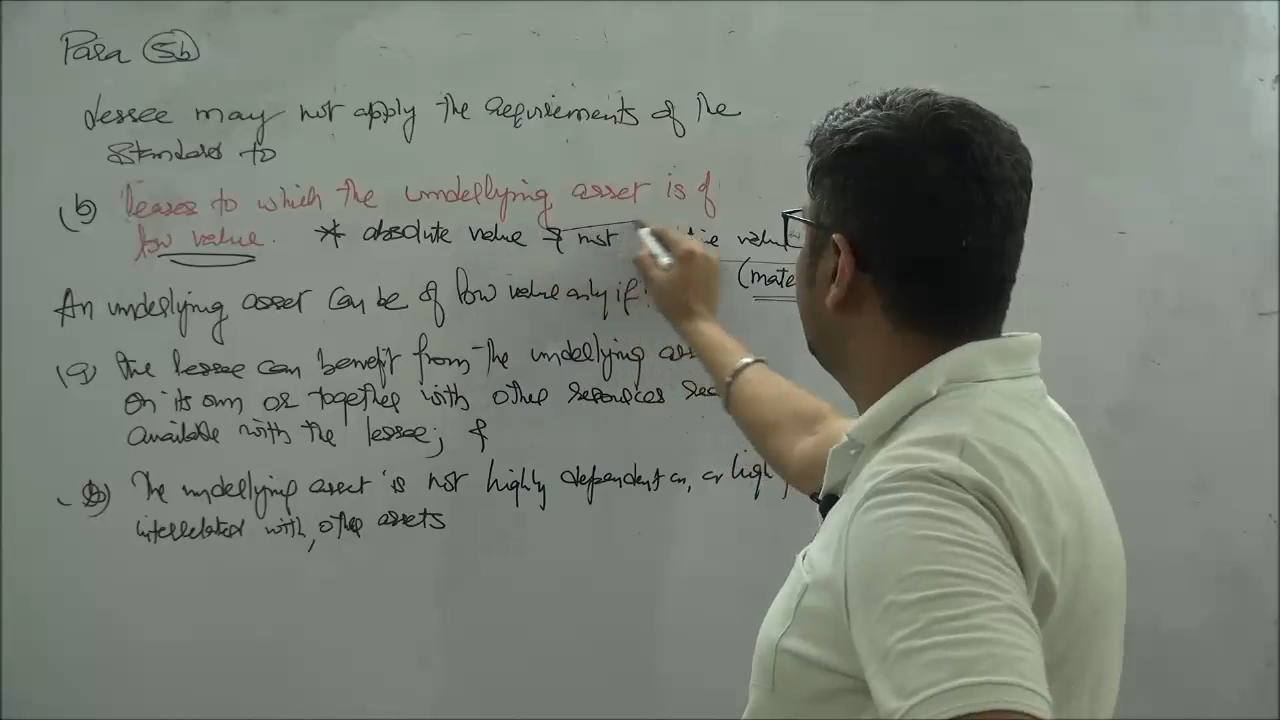 Para 5b
Lessee may not apply the requirements of the
Standard to
(b) leases to which the underlying asset is of
low value. * absolute value & not value
(mate
An underlying asset can be of low value only if:
(a) The lessee can benefit from the underlying ass
on its own or together with other resources rea
available with the lessee; &
(b) The underlying asset is not highly dependent on, or high
interrelated with, other assets